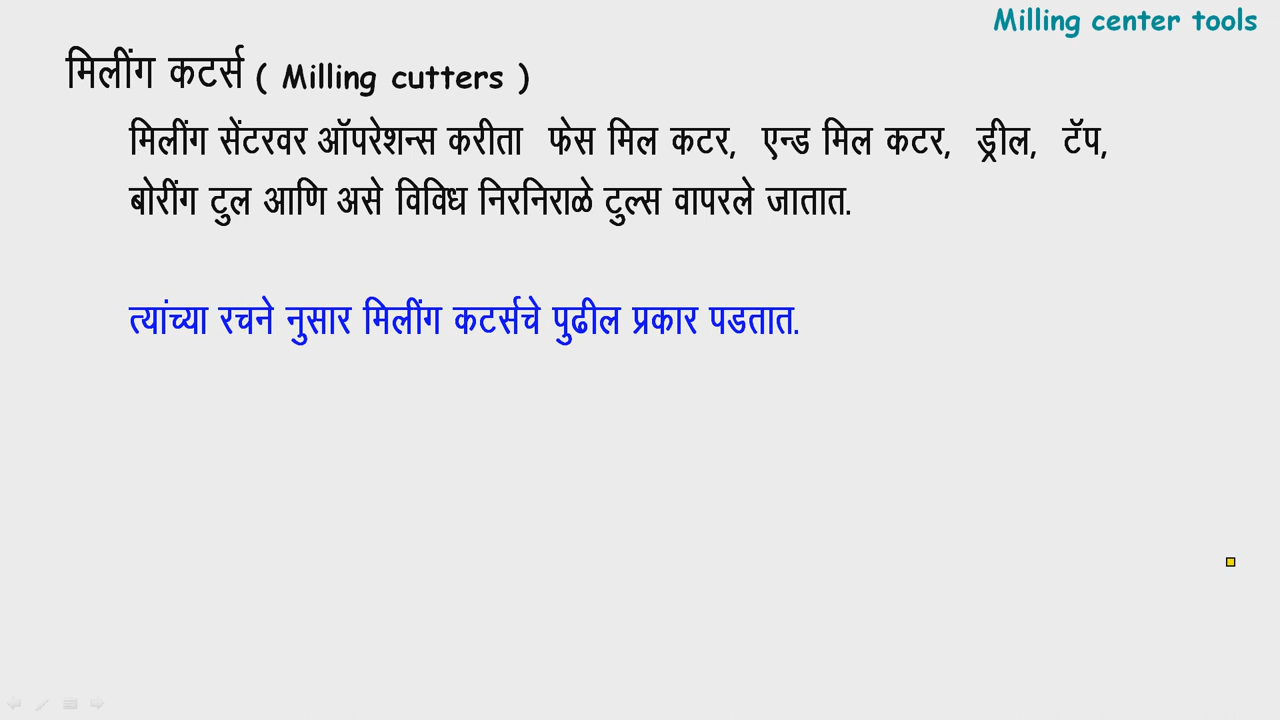 Milling center tools
मिलींग कटर्स ( Milling cutters )
मिलींग सेंटरवर ऑपरेशन्स करीता फेस मिल कटर, एन्ड मिल कटर, ड्रील, टॅप,
बोरींग टुल आणि असे विविध निरनिराळे टुल्स वापरले जातात.
त्यांच्या रचने नुसार मिलींग कटर्सचे पुढील प्रकार पडतात.